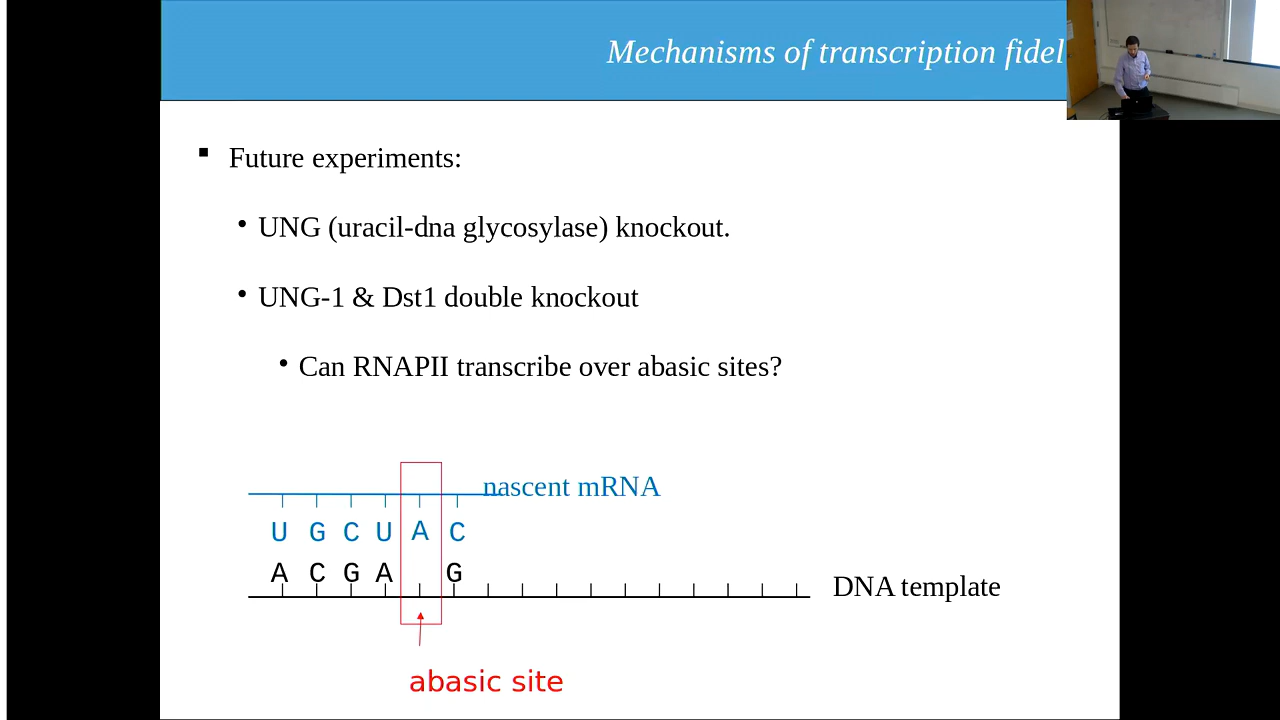 Mechanisms of transcription fidel
Future experiments:
UNG (uracil-dna glycosylase) knockout.
UNG-1 & Dst1 double knockout
Can RNAPII transcribe over abasic sites?
nascent mRNA
U G C U A C
A C G A G
DNA template
abasic site